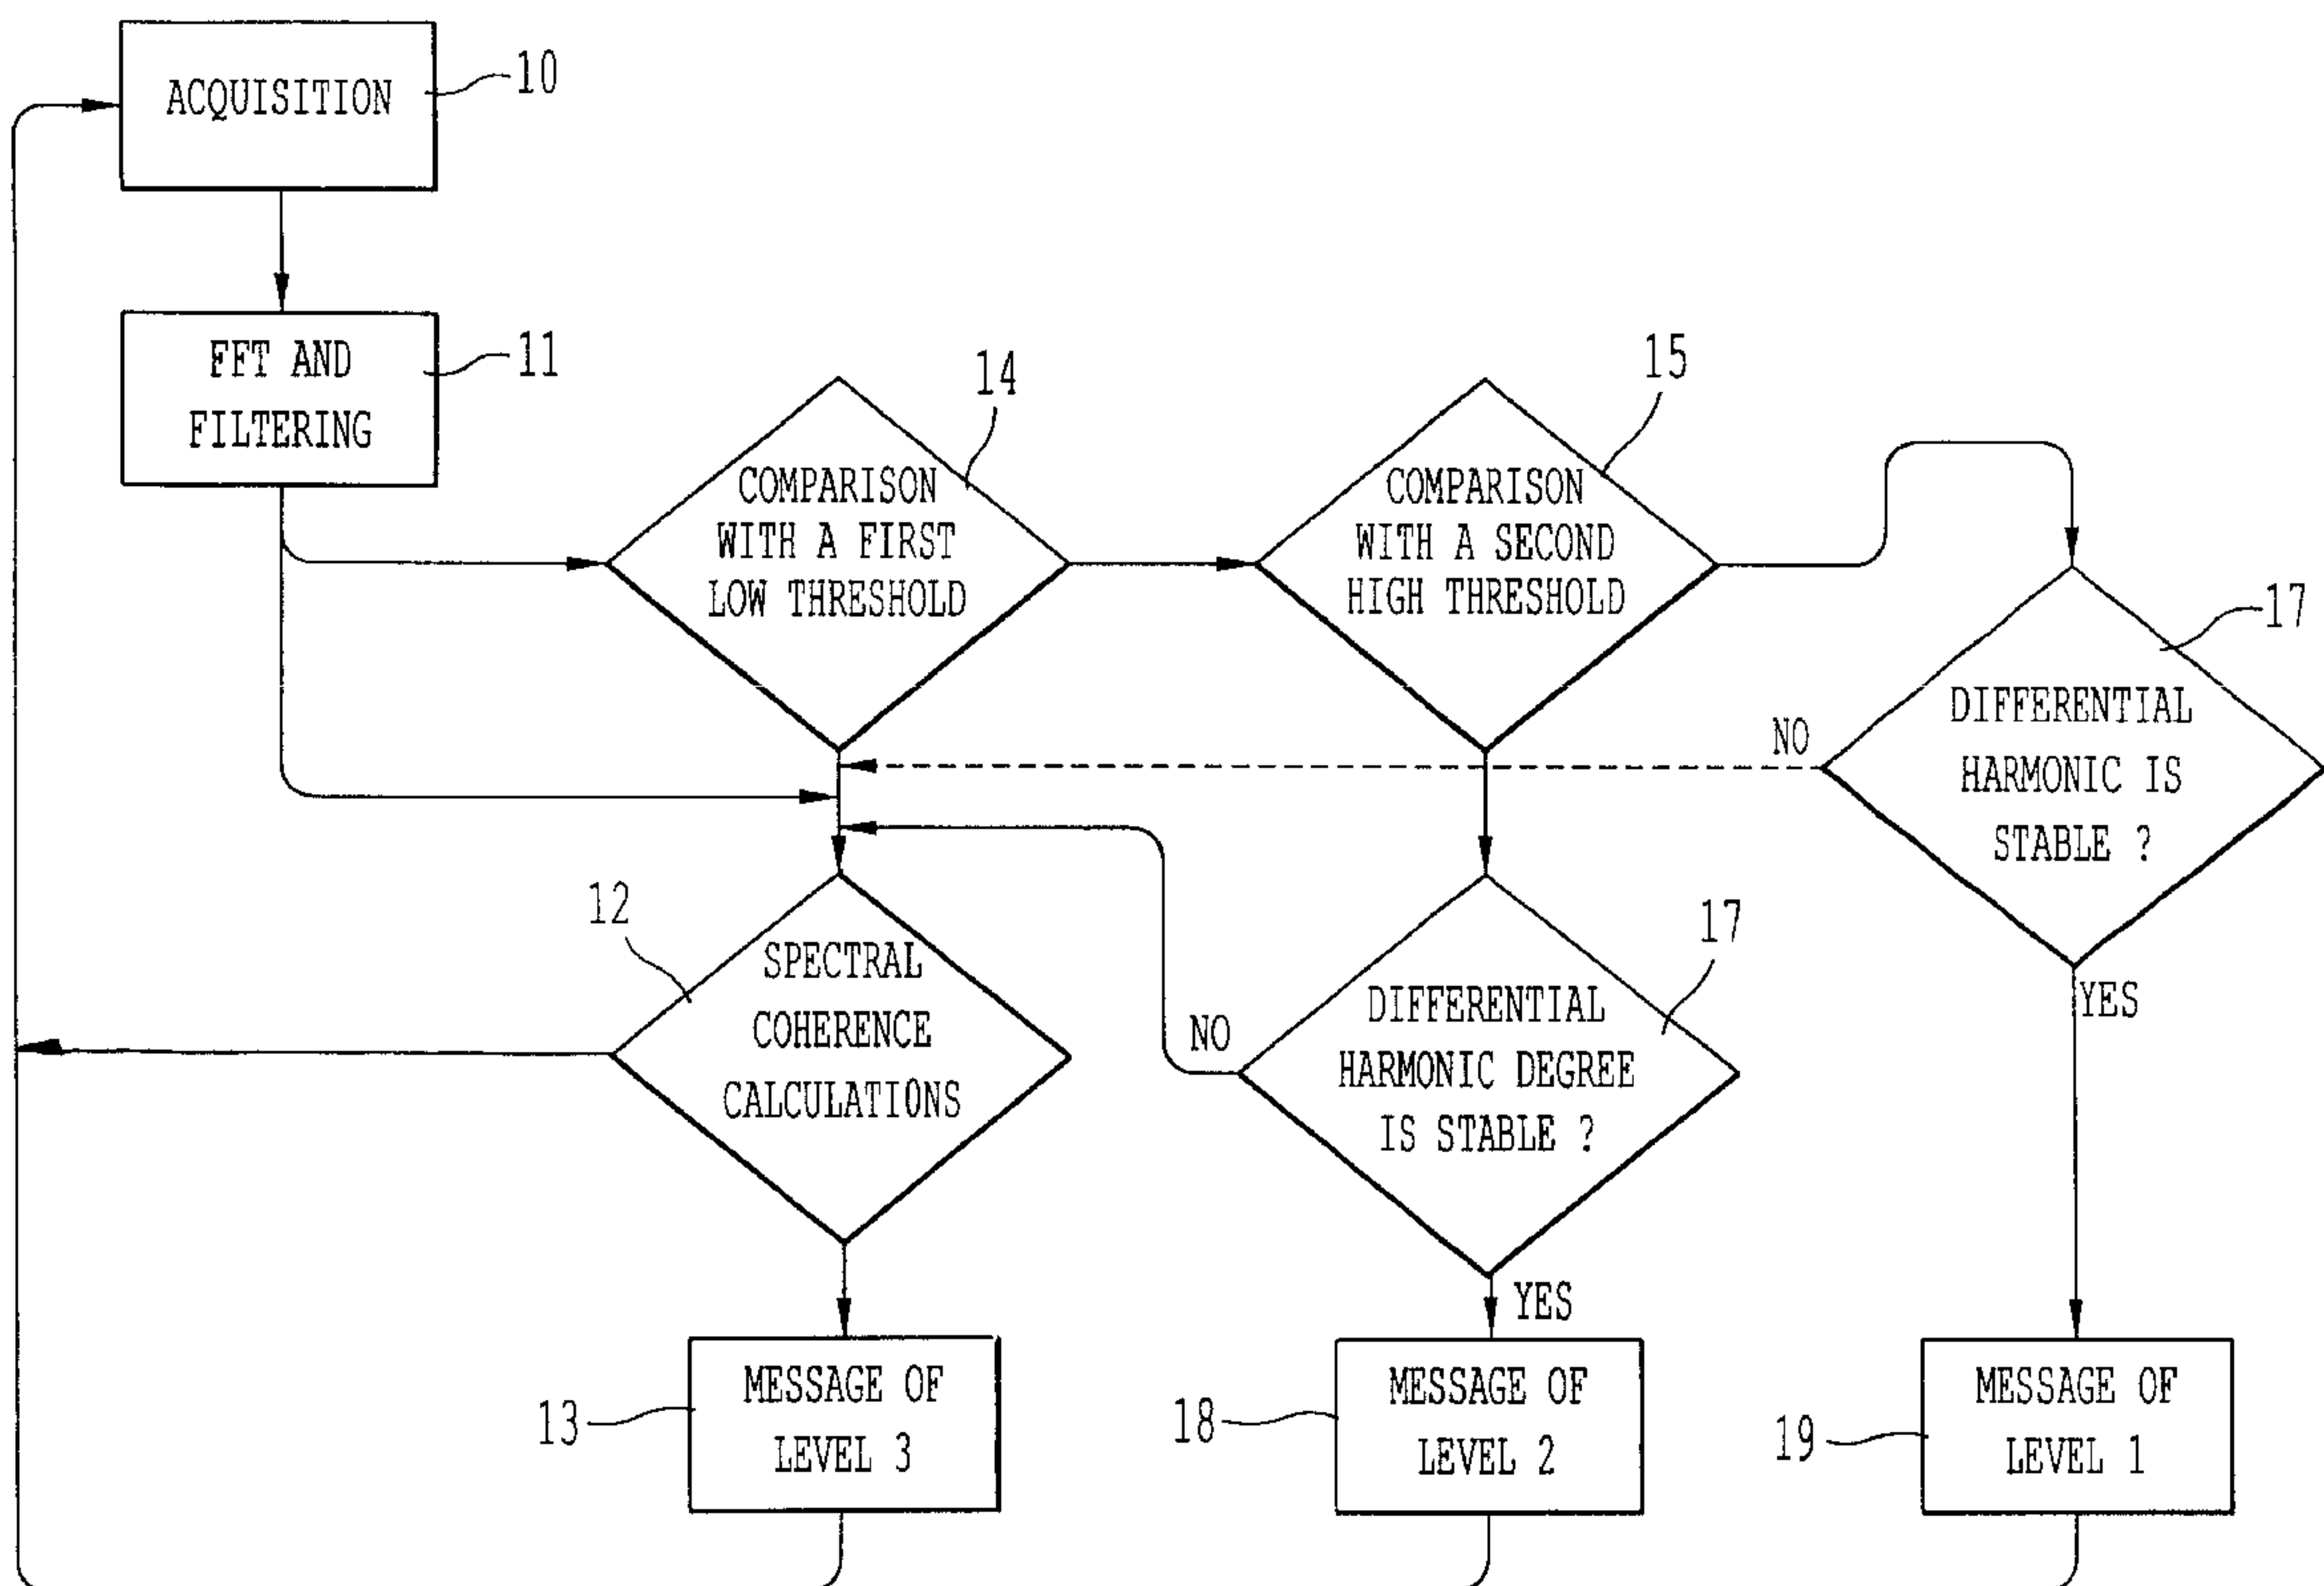 ACQUISITION
10
FFT AND
FILTERING
11
COMPARISON
WITH A FIRST
LOW THRESHOLD
14
COMPARISON
WITH A SECOND
HIGH THRESHOLD
15
DIFFERENTIAL
HARMONIC IS
STABLE ?
17
NO
YES
SPECTRAL
COHERENCE
CALCULATIONS
12
DIFFERENTIAL
HARMONIC DEGREE
IS STABLE ?
17
NO
YES
MESSAGE OF
LEVEL 3
13
MESSAGE OF
LEVEL 2
18
MESSAGE OF
LEVEL 1
19